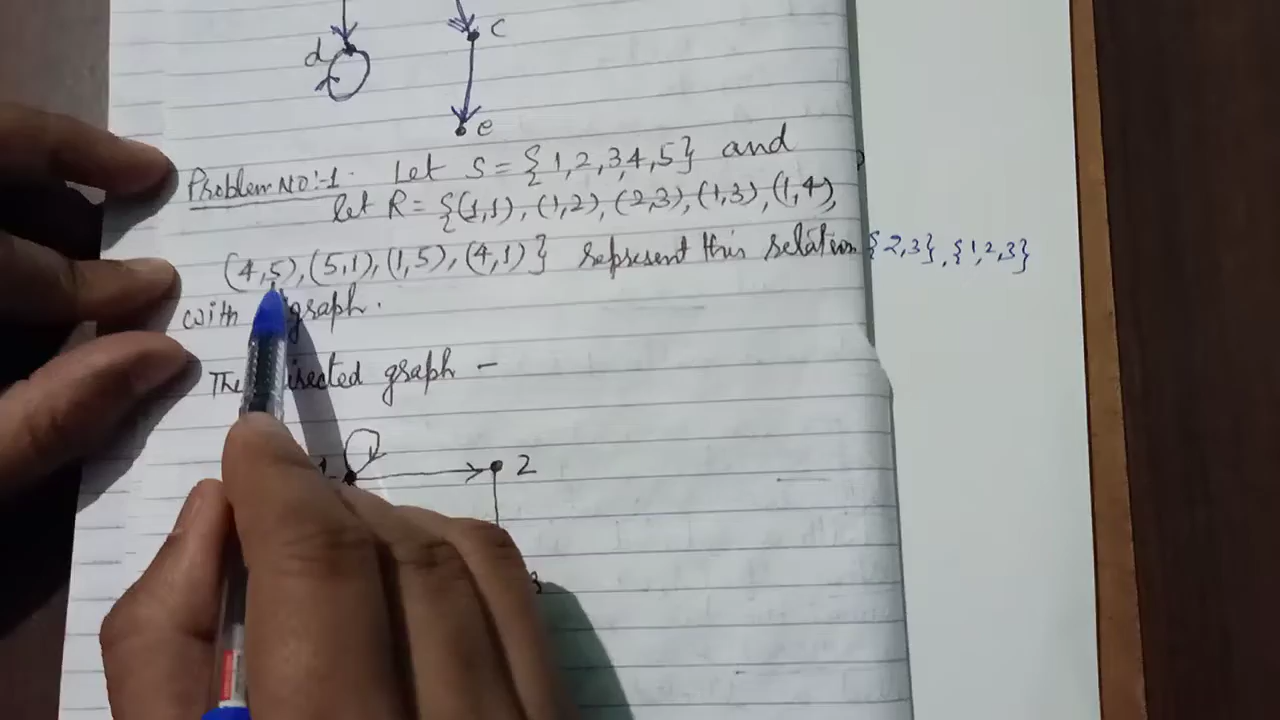 d
c
e
Problem No:-1. Let S = {1,2,3,4,5} and
let R = {(1,1), (1,2), (2,3), (1,3), (1,4),
(4,5), (5,1), (1,5), (4,1)} represent this relation {2,3}, {1,2,3}
with graph.
The graph -
1 2
3